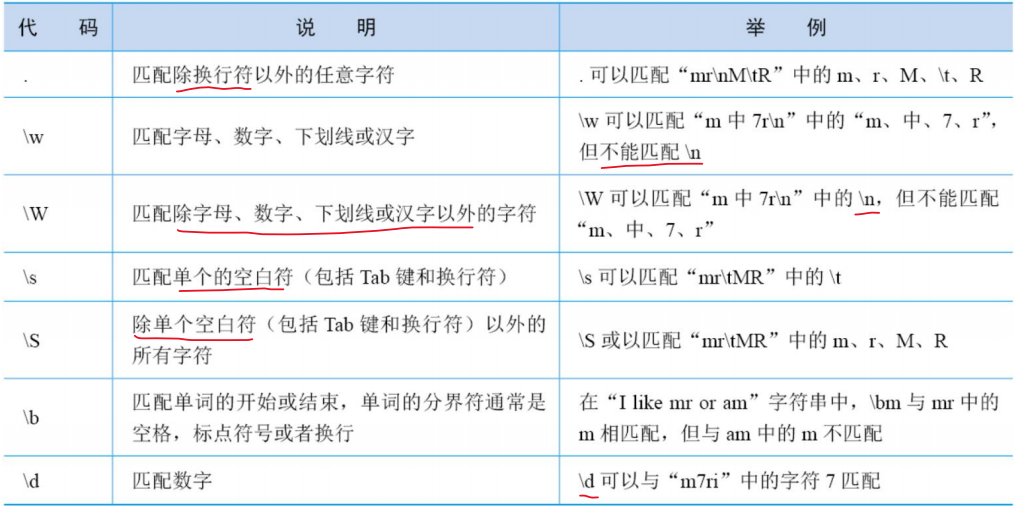 代 码 说 明 举 例
. 匹配除换行符以外的任意字符 . 可以匹配“mr\nM\tR”中的 m、r、M、\t、R
\w 匹配字母、数字、下划线或汉字 \w 可以匹配“m 中 7r\n”中的“m、中、7、r”,
但不能匹配 \n
\W 匹配除字母、数字、下划线或汉字以外的字符 \W 可以匹配“m 中 7r\n”中的 \n，但不能匹配
“m、中、7、r”
\s 匹配单个的空白符（包括 Tab 键和换行符） \s 可以匹配“mr\tMR”中的 \t
\S 除单个空白符（包括 Tab 键和换行符）以外的
所有字符 \S 或以匹配“mr\tMR”中的 m、r、M、R
\b 匹配单词的开始或结束，单词的分界符通常是
空格，标点符号或者换行 在“I like mr or am”字符串中，\bm 与 mr 中的
m 相匹配，但与 am 中的 m 不匹配
\d 匹配数字 \d 可以与“m7ri”中的字符 7 匹配